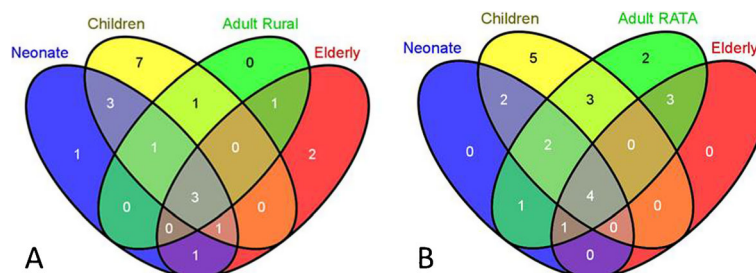 Children Adult Rural
Neonate Elderly
7 0
3 1 1
1 1 0 2
3
0 0
0 1
1
A
Children Adult RATA
Neonate Elderly
5 2
2 3 3
0 2 0 0
4
1 0
1 0
0
B